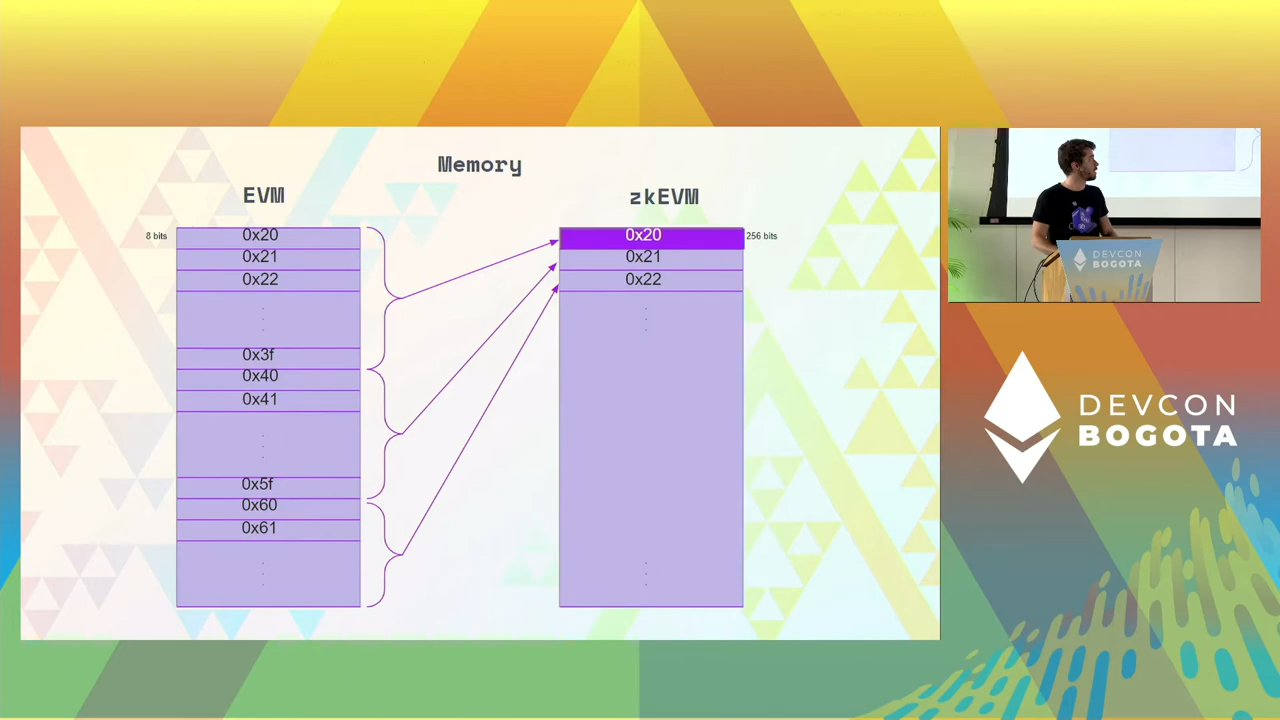 Memory
EVM
zkEVM
8 bits
0x20
0x21
0x22
0x3f
0x40
0x41
0x5f
0x60
0x61
0x20
256 bits
0x21
0x22
DEVCON
BOGOTA
DEVCON
BOGOTA